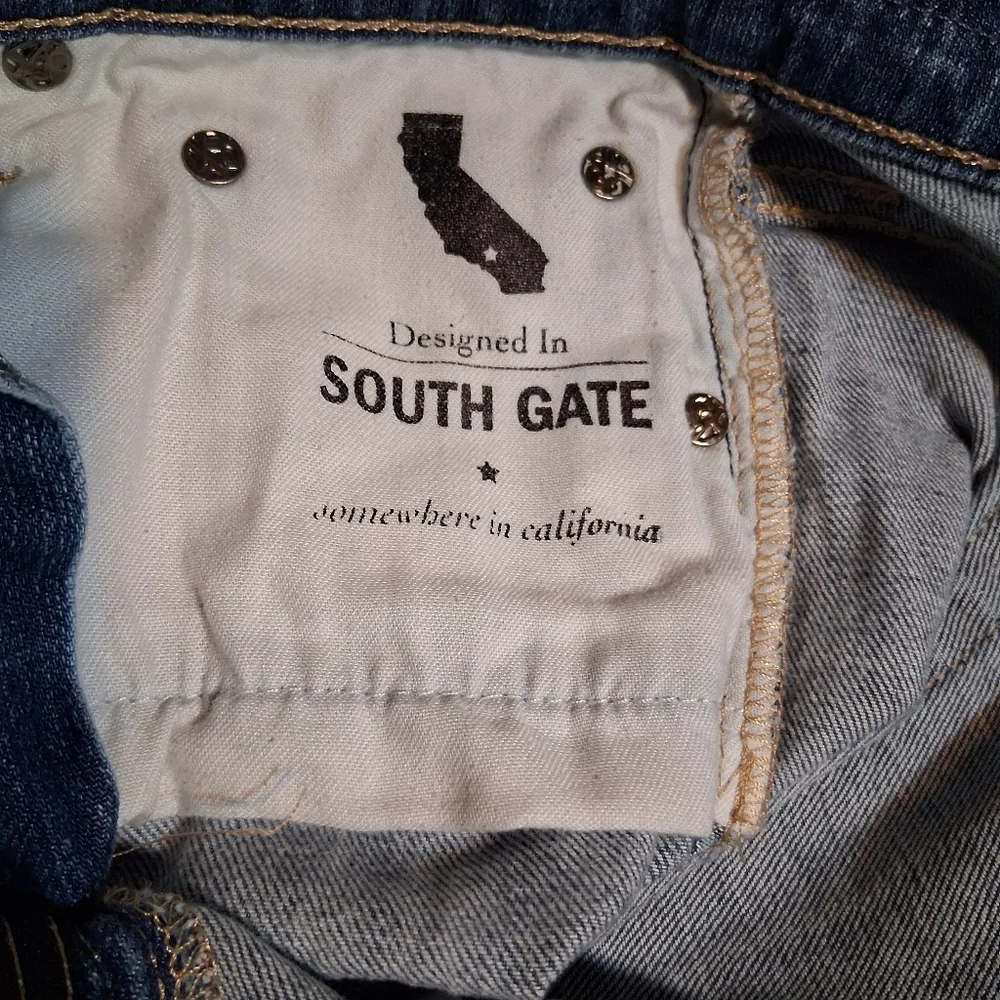 Designed In
SOUTH GATE
somewhere in california